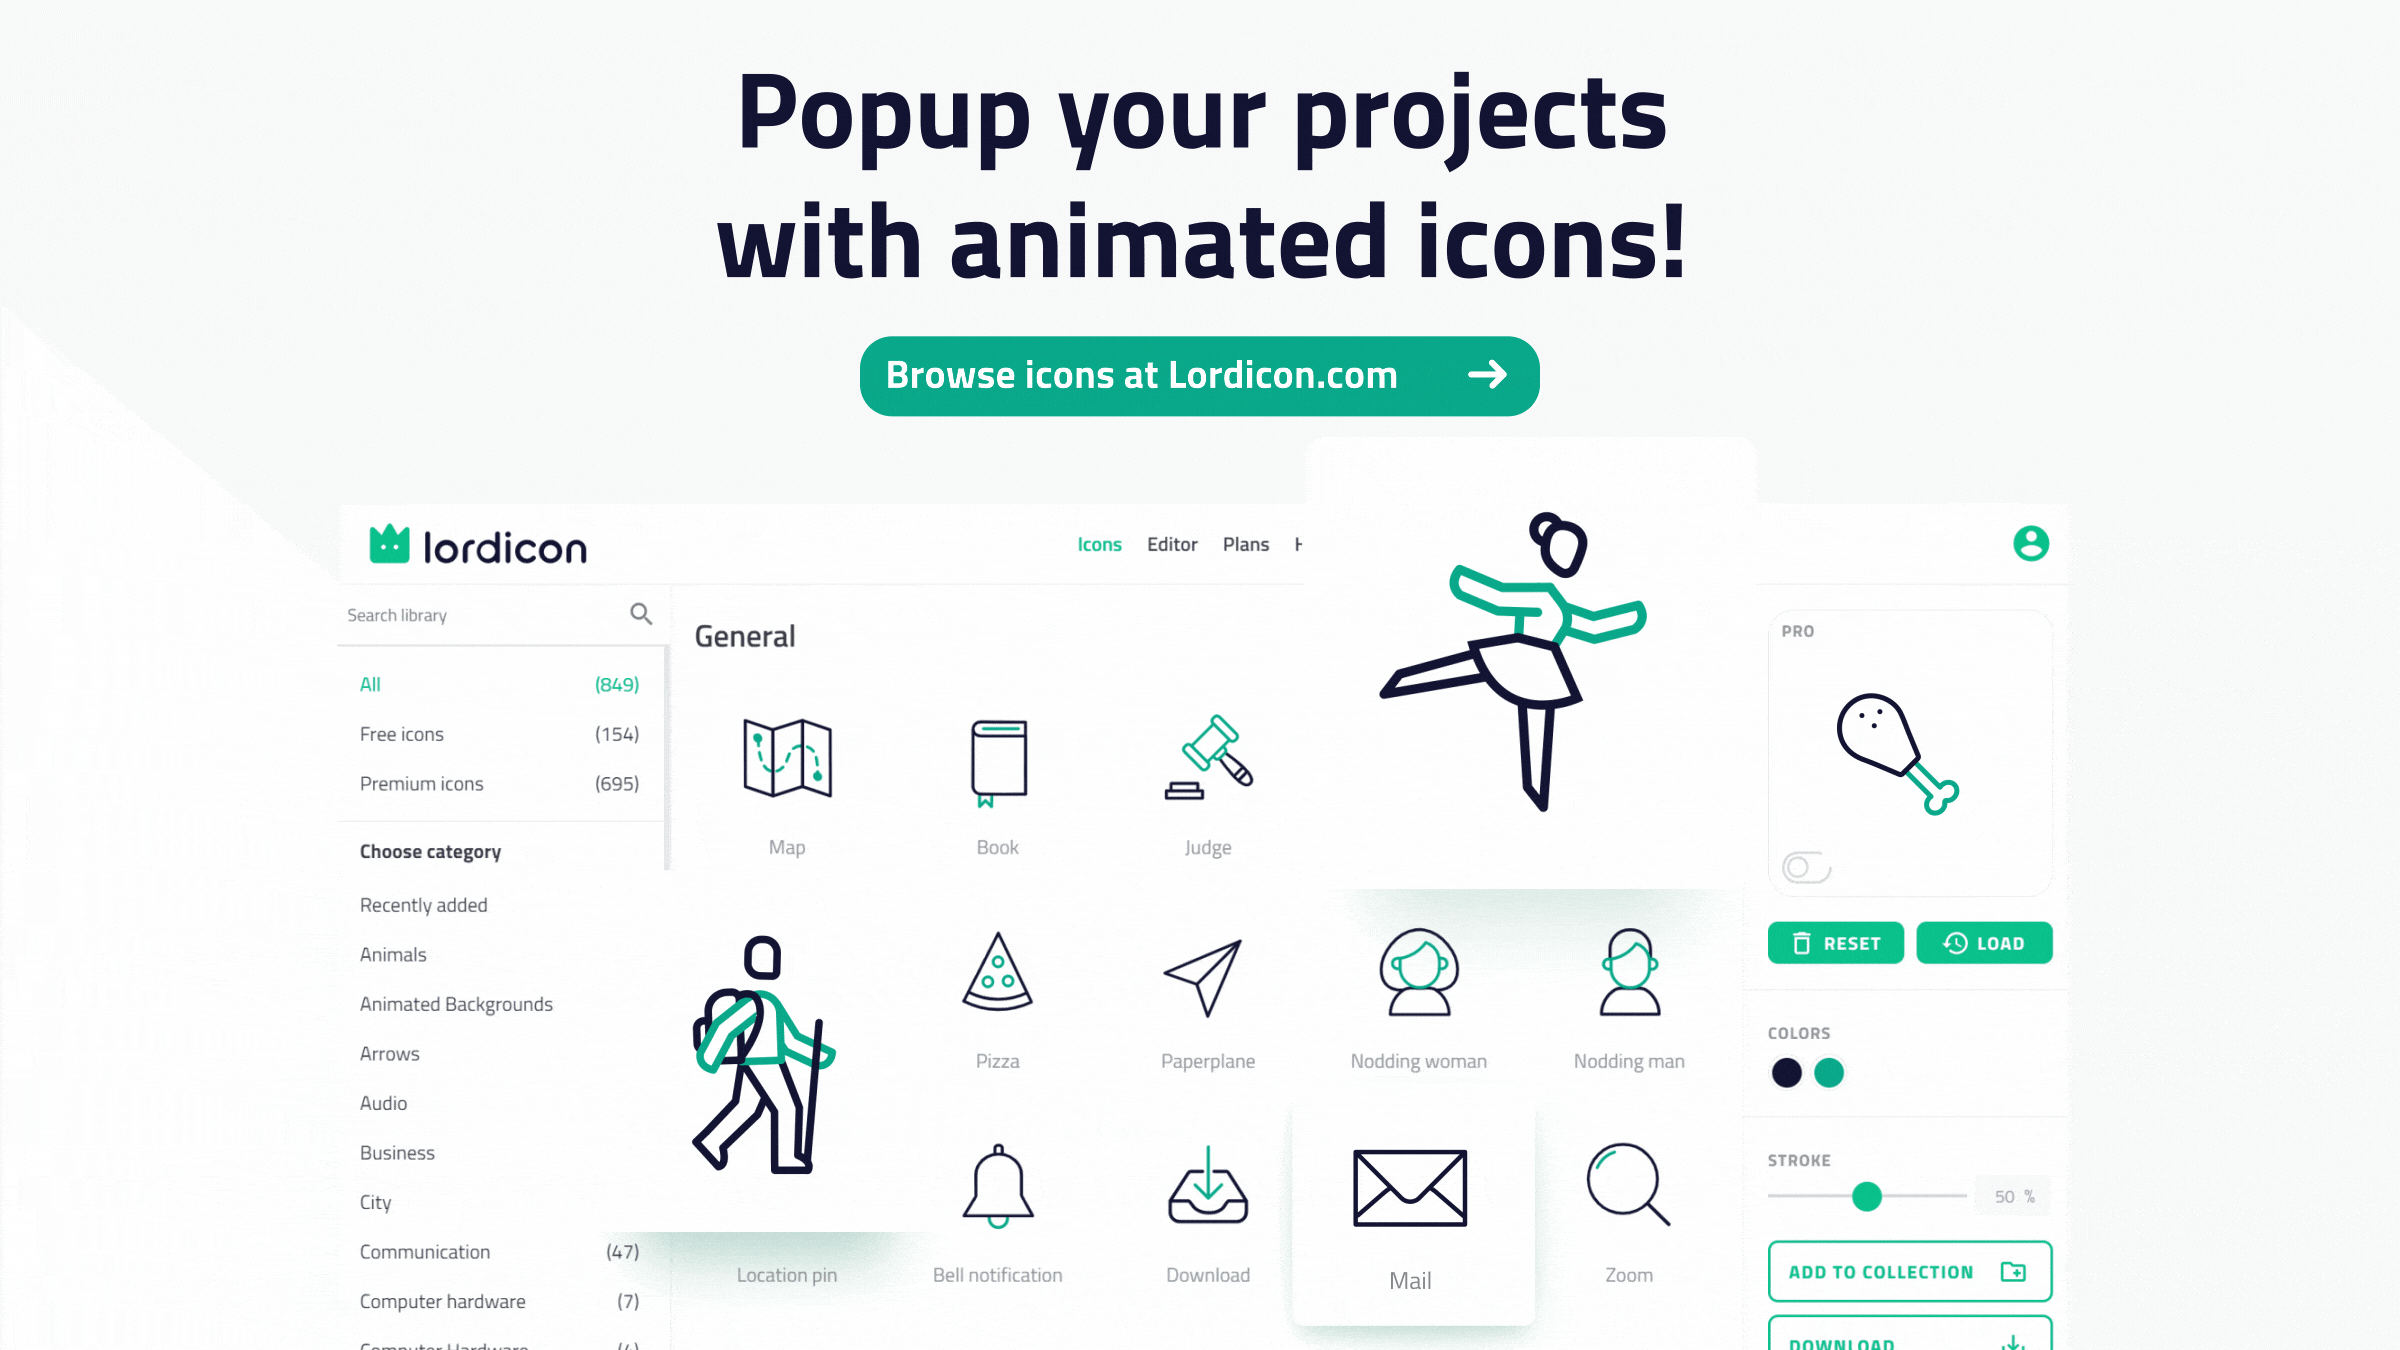 Popup your projects
with animated icons!
Browse icons at Lordicon.com
lordicon
Icons Editor Plans
Search library
General
PRO
All (849)
Free icons (154)
Premium icons (695)
Map Book Judge
Choose category
Recently added
Animals
RESET LOAD
Animated Backgrounds
COLORS
Arrows
Pizza Paperplane Nodding woman Nodding man
Audio
Business
STROKE
City
50 %
Communication (47)
Location pin Bell notification Download Mail Zoom
ADD TO COLLECTION
Computer hardware (7)
Computer Hardware (4)
DOWNLOAD